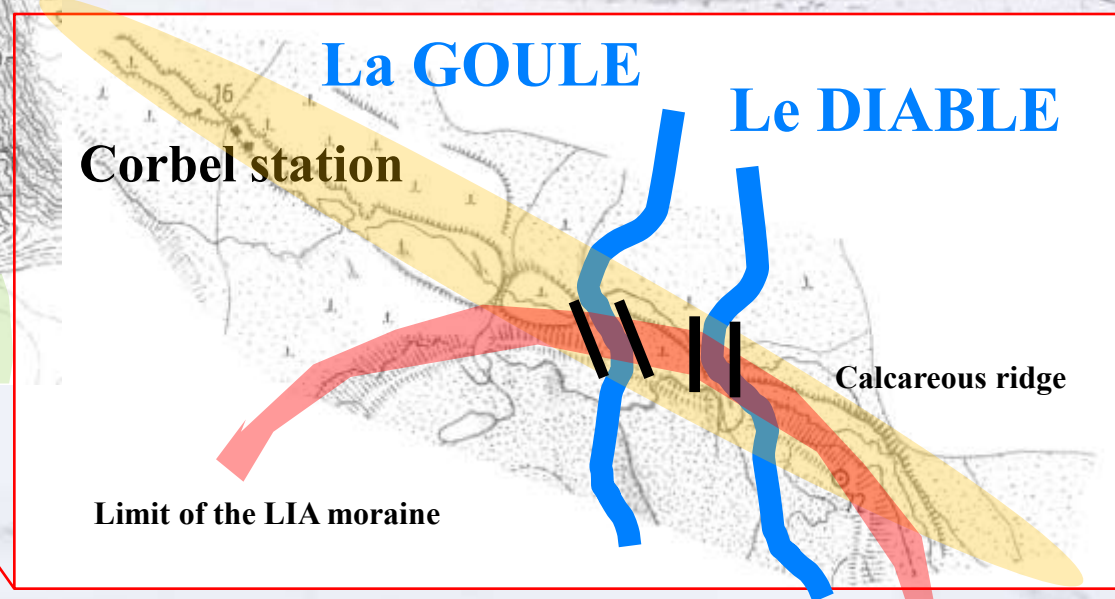 La GOULE
Le DIABLE
16
Corbel station
Calcareous ridge
Limit of the LIA moraine